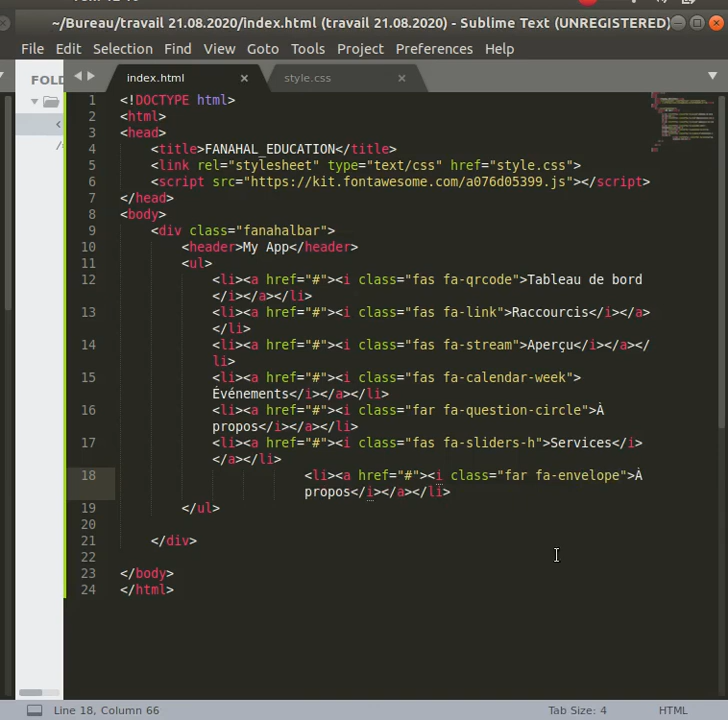 ~/Bureau/travail 21.08.2020/index.html (travail 21.08.2020) - Sublime Text (UNREGISTERED)
File Edit Selection Find View Goto Tools Project Preferences Help
FOLD
index.html × style.css ×
1 <!DOCTYPE html>
2 <html>
3 <head>
4 <title>FANAHAL_EDUCATION</title>
5 <link rel="stylesheet" type="text/css" href="style.css">
6 <script src="https://kit.fontawesome.com/a076d05399.js"></script>
7 </head>
8 <body>
9 <div class="fanahalbar">
10 <header>My App</header>
11 <ul>
12 <li><a href="#"><i class="fas fa-qrcode">Tableau de bord
</i></a></li>
13 <li><a href="#"><i class="fas fa-link">Raccourcis</i></a>
</li>
14 <li><a href="#"><i class="fas fa-stream">Aperçu</i></a></
li>
15 <li><a href="#"><i class="fas fa-calendar-week">
Événements</i></a></li>
16 <li><a href="#"><i class="far fa-question-circle">À
propos</i></a></li>
17 <li><a href="#"><i class="fas fa-sliders-h">Services</i>
</a></li>
18 <li><a href="#"><i class="far fa-envelope">À
propos</i></a></li>
19 </ul>
20
21 </div>
22
23 </body>
24 </html>
Line 18, Column 66 Tab Size: 4 HTML